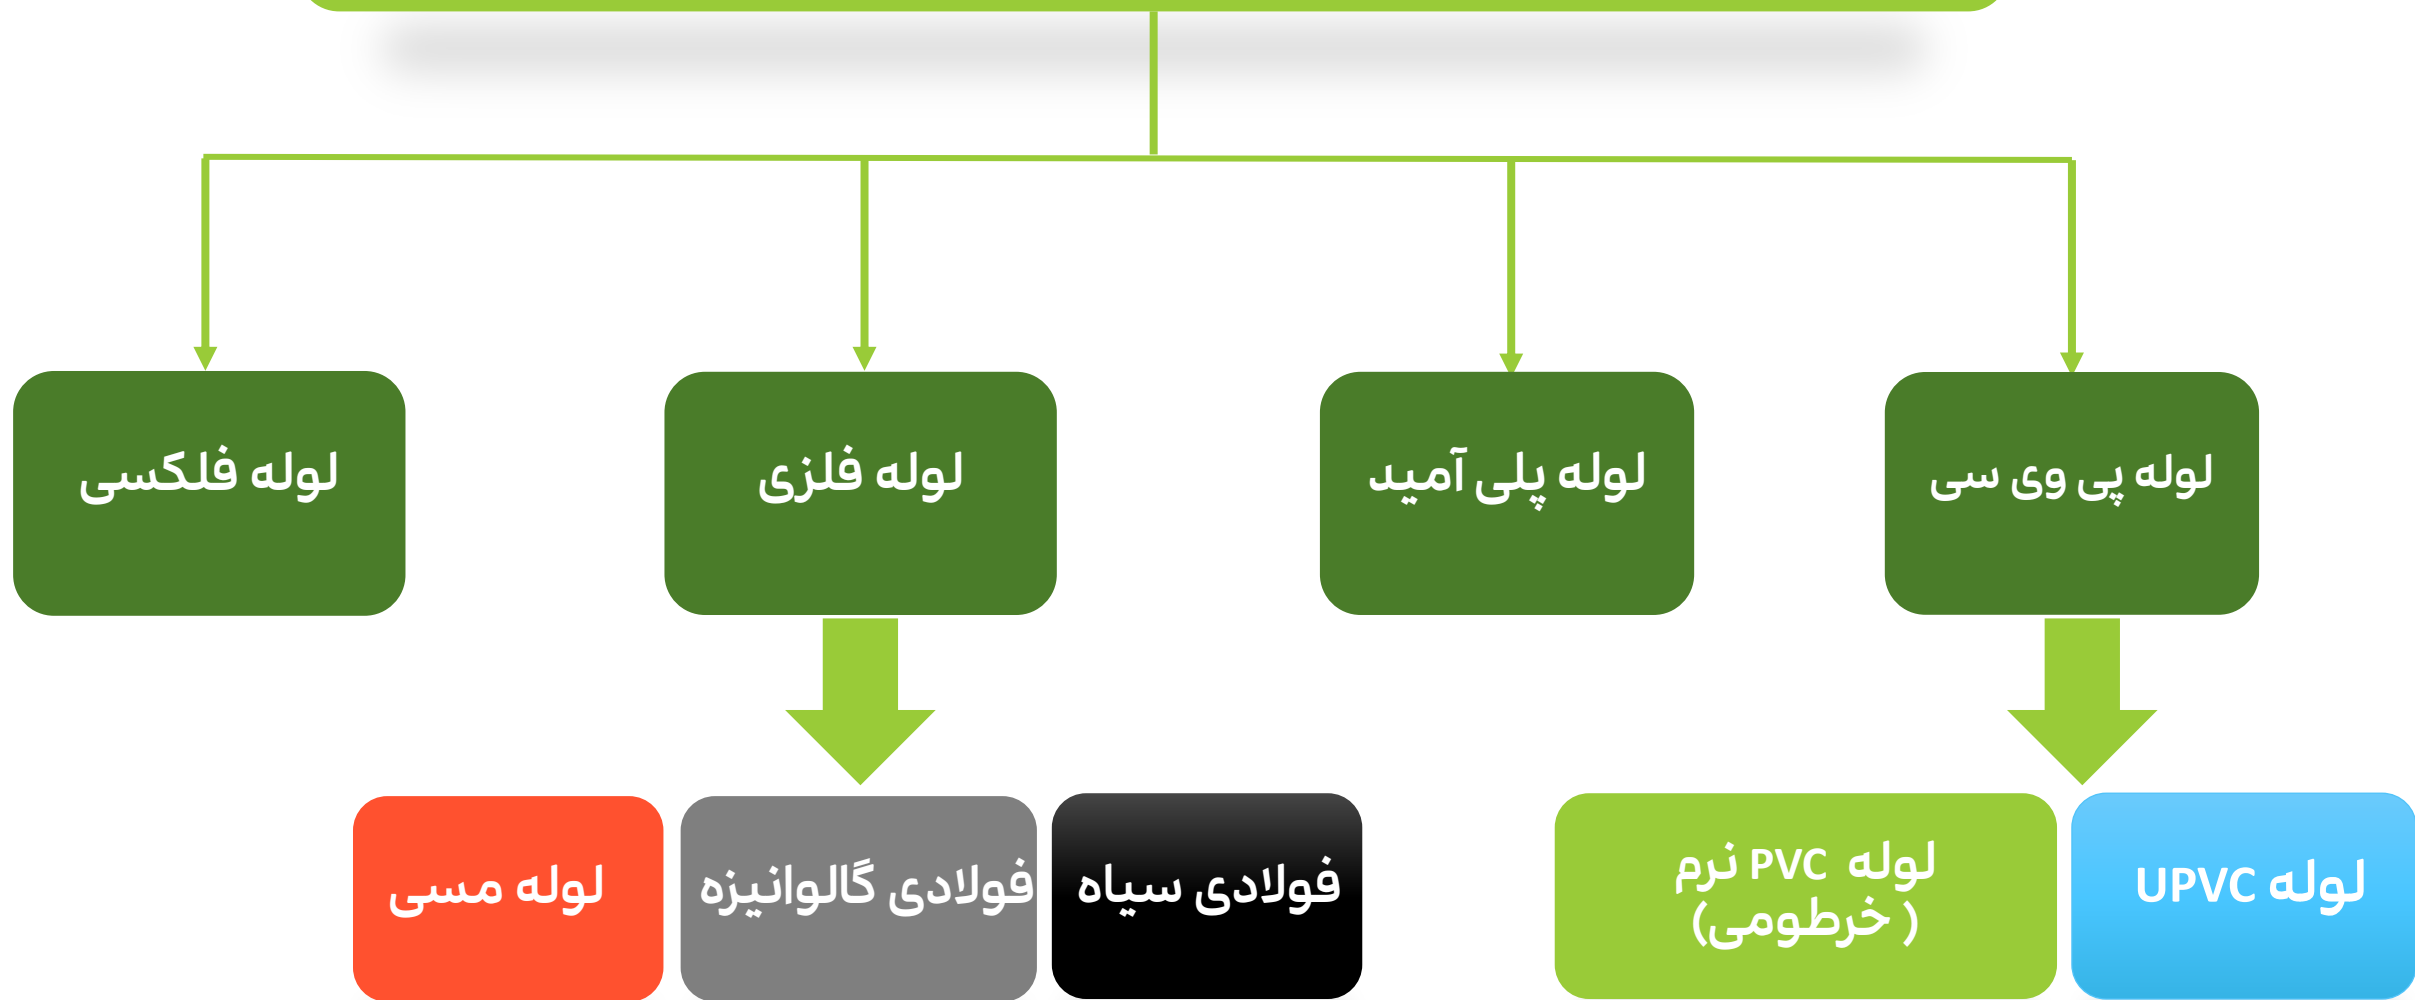 لوله پی وی سی
لوله پلی آمید
لوله فلزی
لوله فلکسی
لوله UPVC
لوله PVC نرم
( خرطومی)
فولادی سیاه
فولادی گالوانیزه
لوله مسی